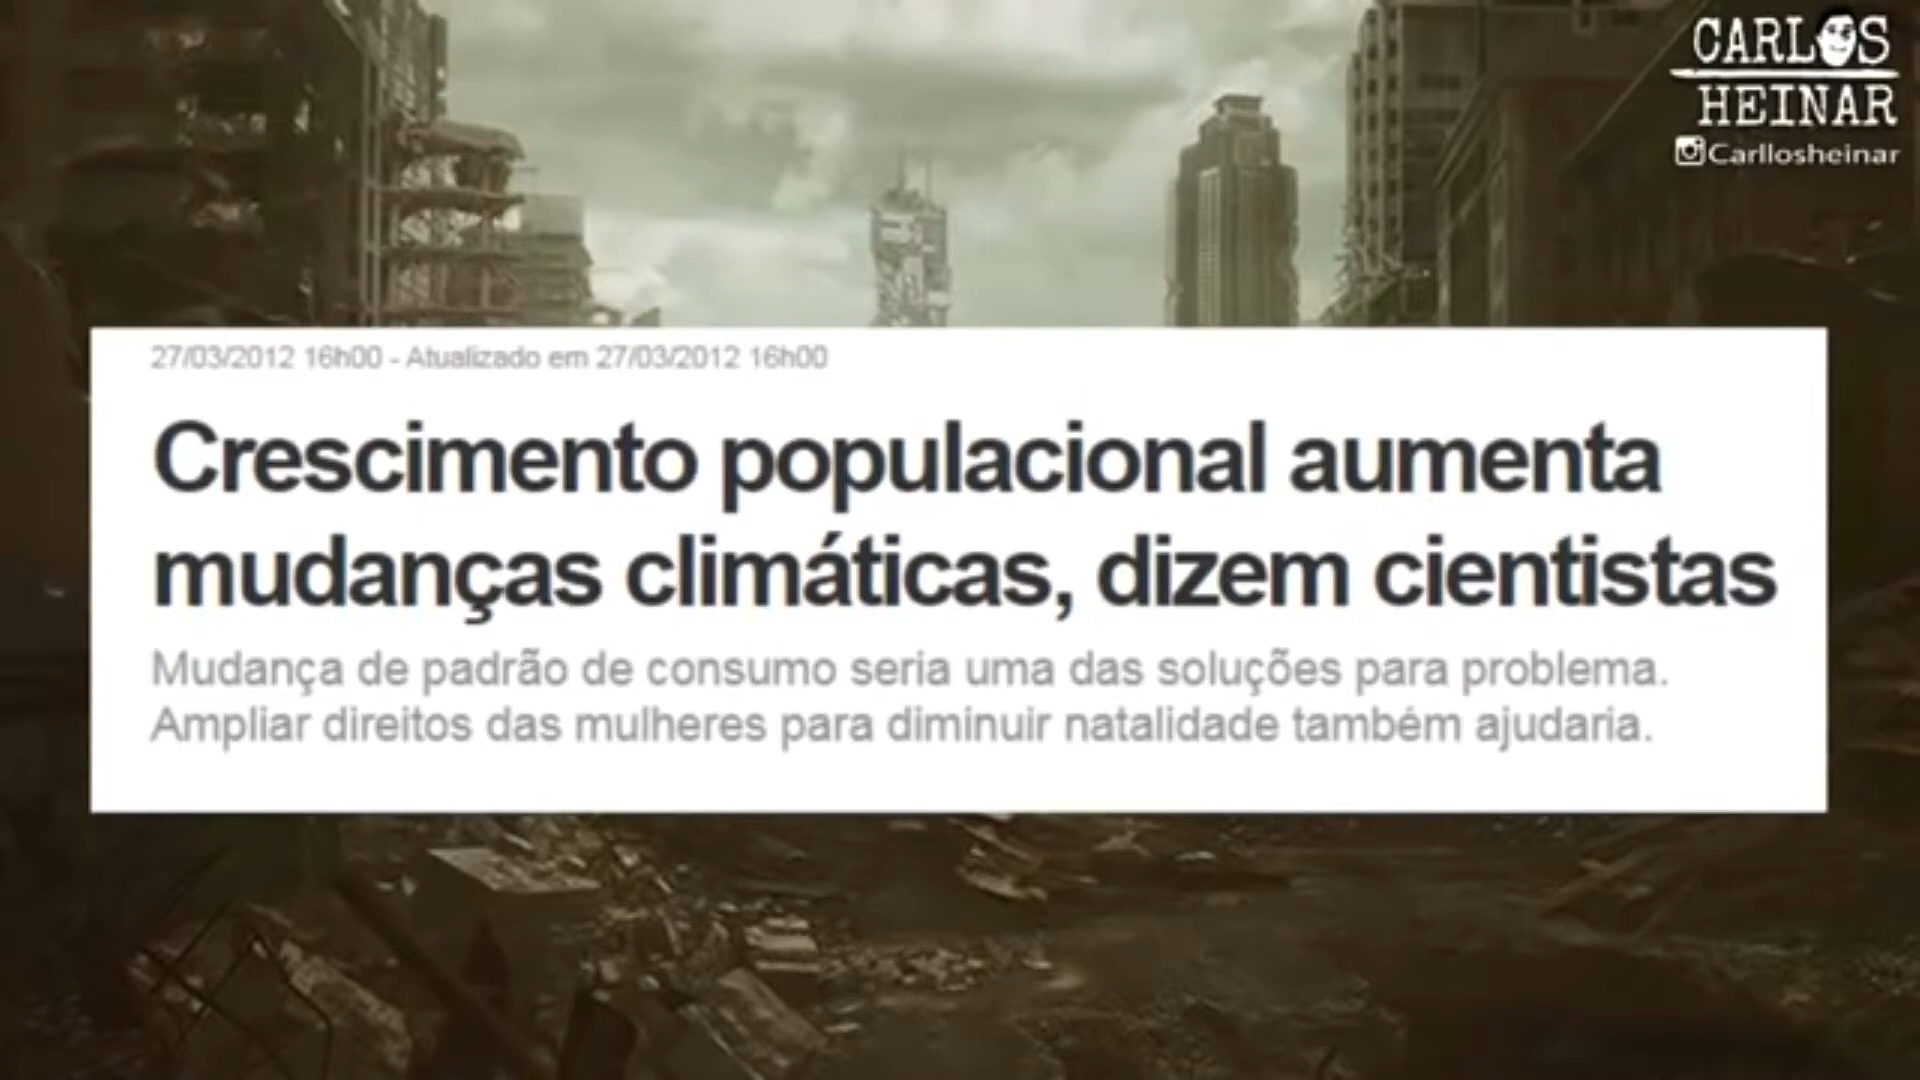 CARLOS
HEINAR
Carllosheinar
27/03/2012 16h00 - Atualizado em 27/03/2012 16h00
Crescimento populacional aumenta
mudanças climáticas, dizem cientistas
Mudança de padrão de consumo seria uma das soluções para problema.
Ampliar direitos das mulheres para diminuir natalidade também ajudaria.